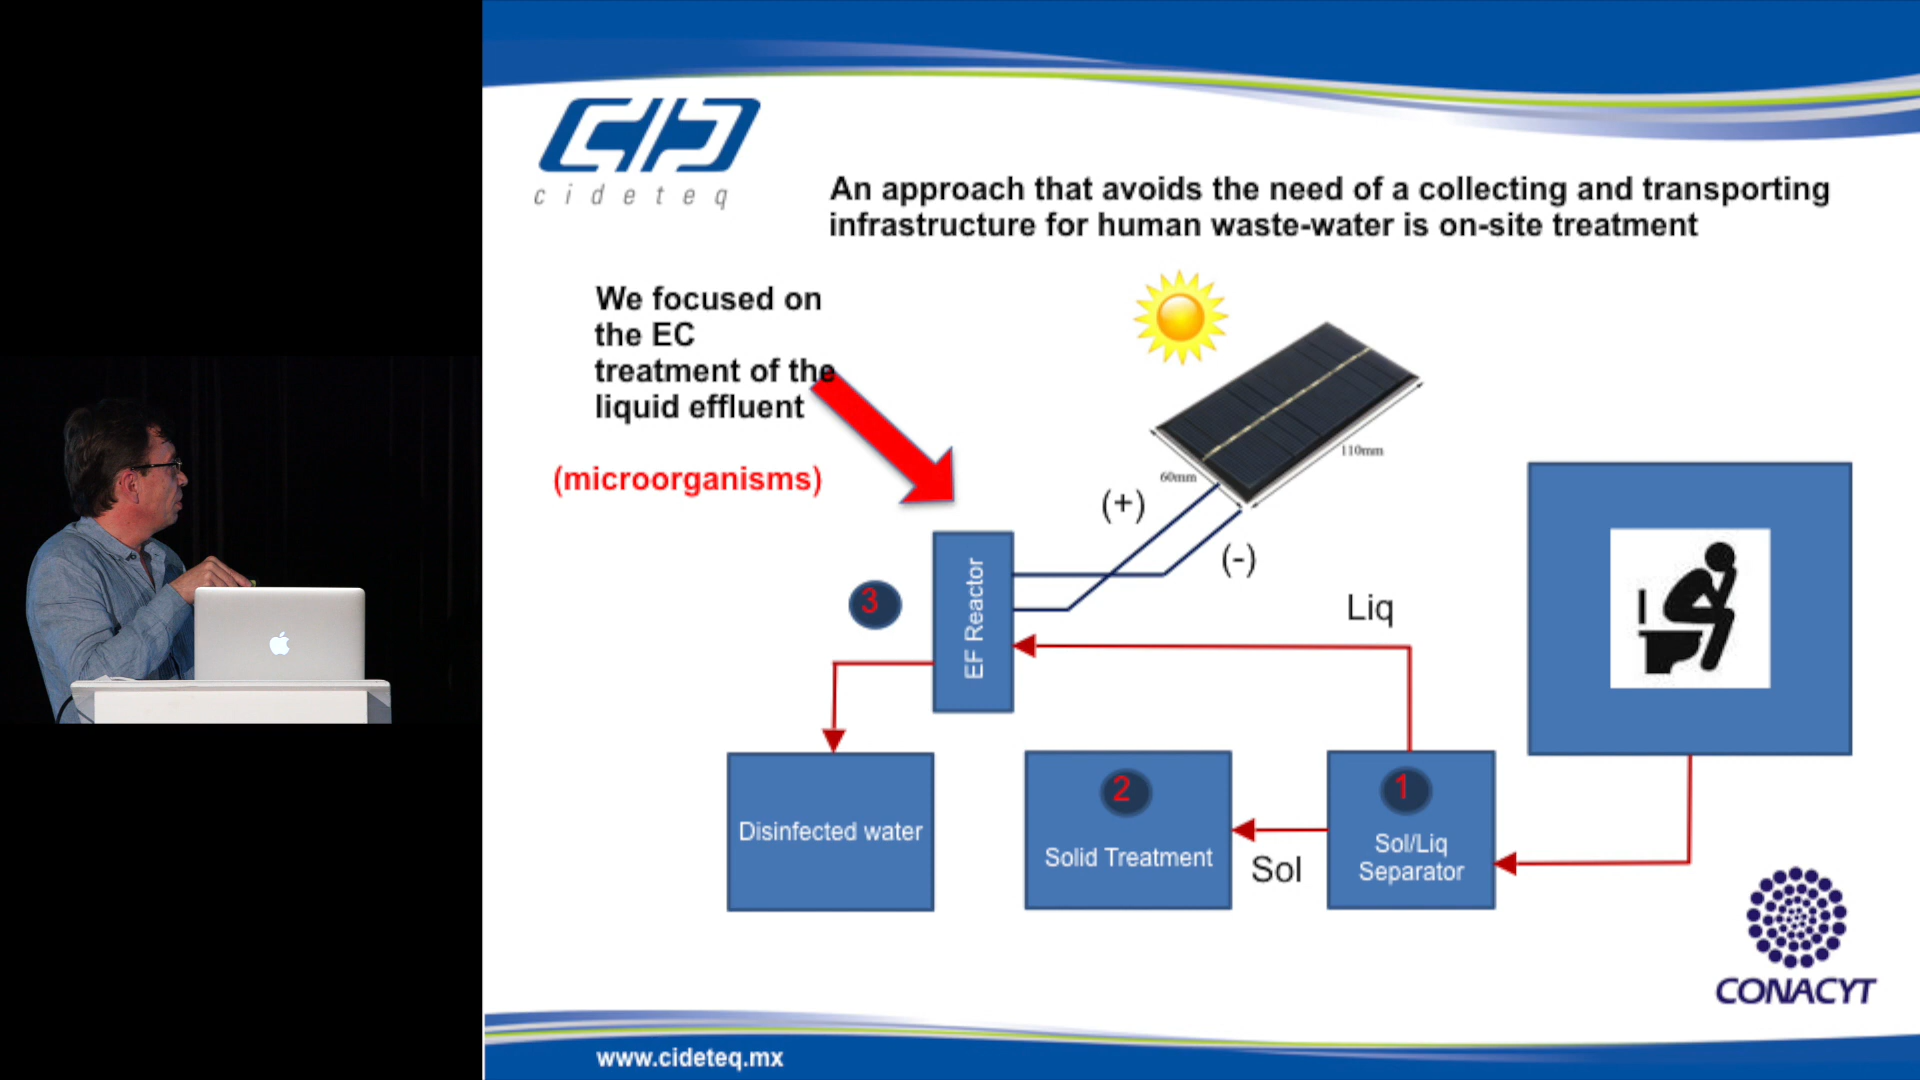 cideteq
An approach that avoids the need of a collecting and transporting
infrastructure for human waste-water is on-site treatment
We focused on
the EC
treatment of the
liquid effluent
(microorganisms)
110mm
60mm
(+)
(-)
EF Reactor
3
Liq
Disinfected water
2
Solid Treatment
Sol
1
Sol/Liq
Separator
CONACYT
www.cideteq.mx